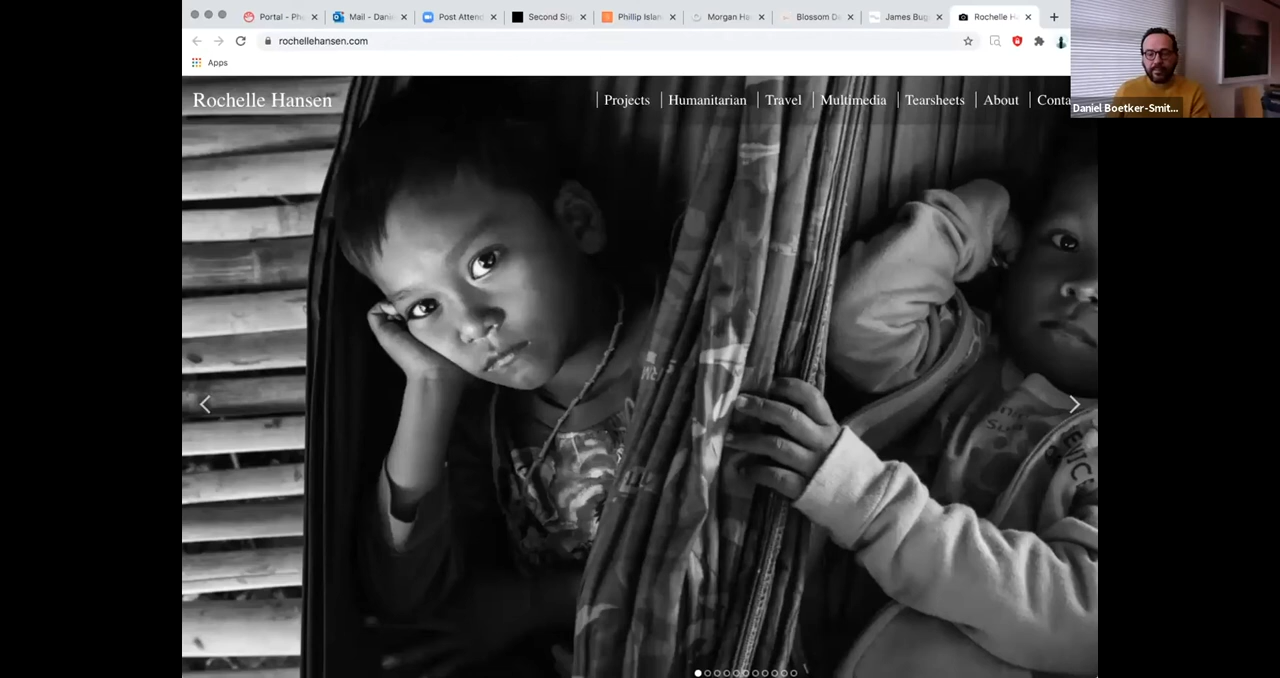 Portal - Ph
Mail - Dani
Post Attend
Second Sig
Phillip Islan
Morgan Ha
Blossom D
James Bug
Rochelle H
rochellehansen.com
Apps
Daniel Boetker-Smit...
Rochelle Hansen
Projects
Humanitarian
Travel
Multimedia
Tearsheets
About
Conta